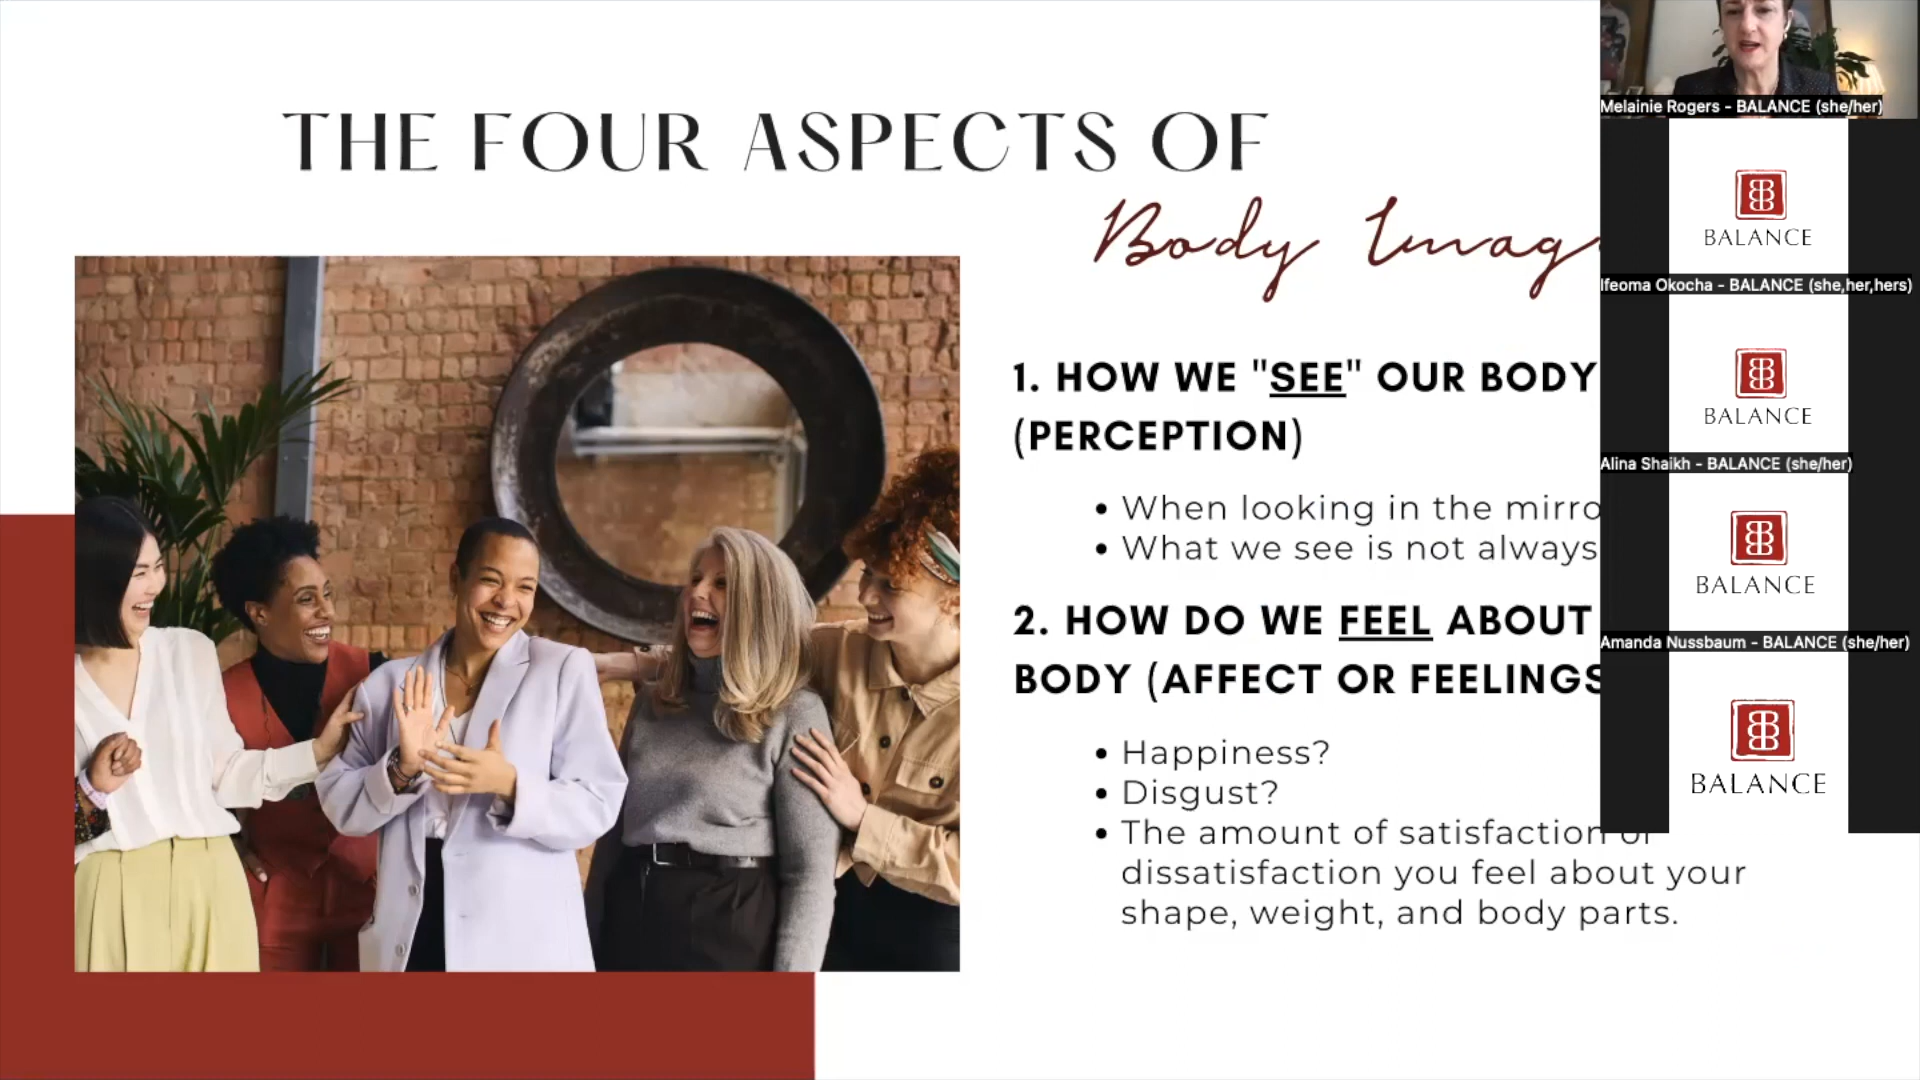 THE FOUR ASPECTS OF
Body Imag
1. HOW WE "SEE" OUR BODY
(PERCEPTION)
• When looking in the mirro
• What we see is not always
2. HOW DO WE FEEL ABOUT
BODY (AFFECT OR FEELINGS
• Happiness?
• Disgust?
• The amount of satisfaction or
dissatisfaction you feel about your
shape, weight, and body parts.
Melainie Rogers - BALANCE (she/her)
BALANCE
Ifeoma Okocha - BALANCE (she,her,hers)
BALANCE
Alina Shaikh - BALANCE (she/her)
BALANCE
Amanda Nussbaum - BALANCE (she/her)
BALANCE